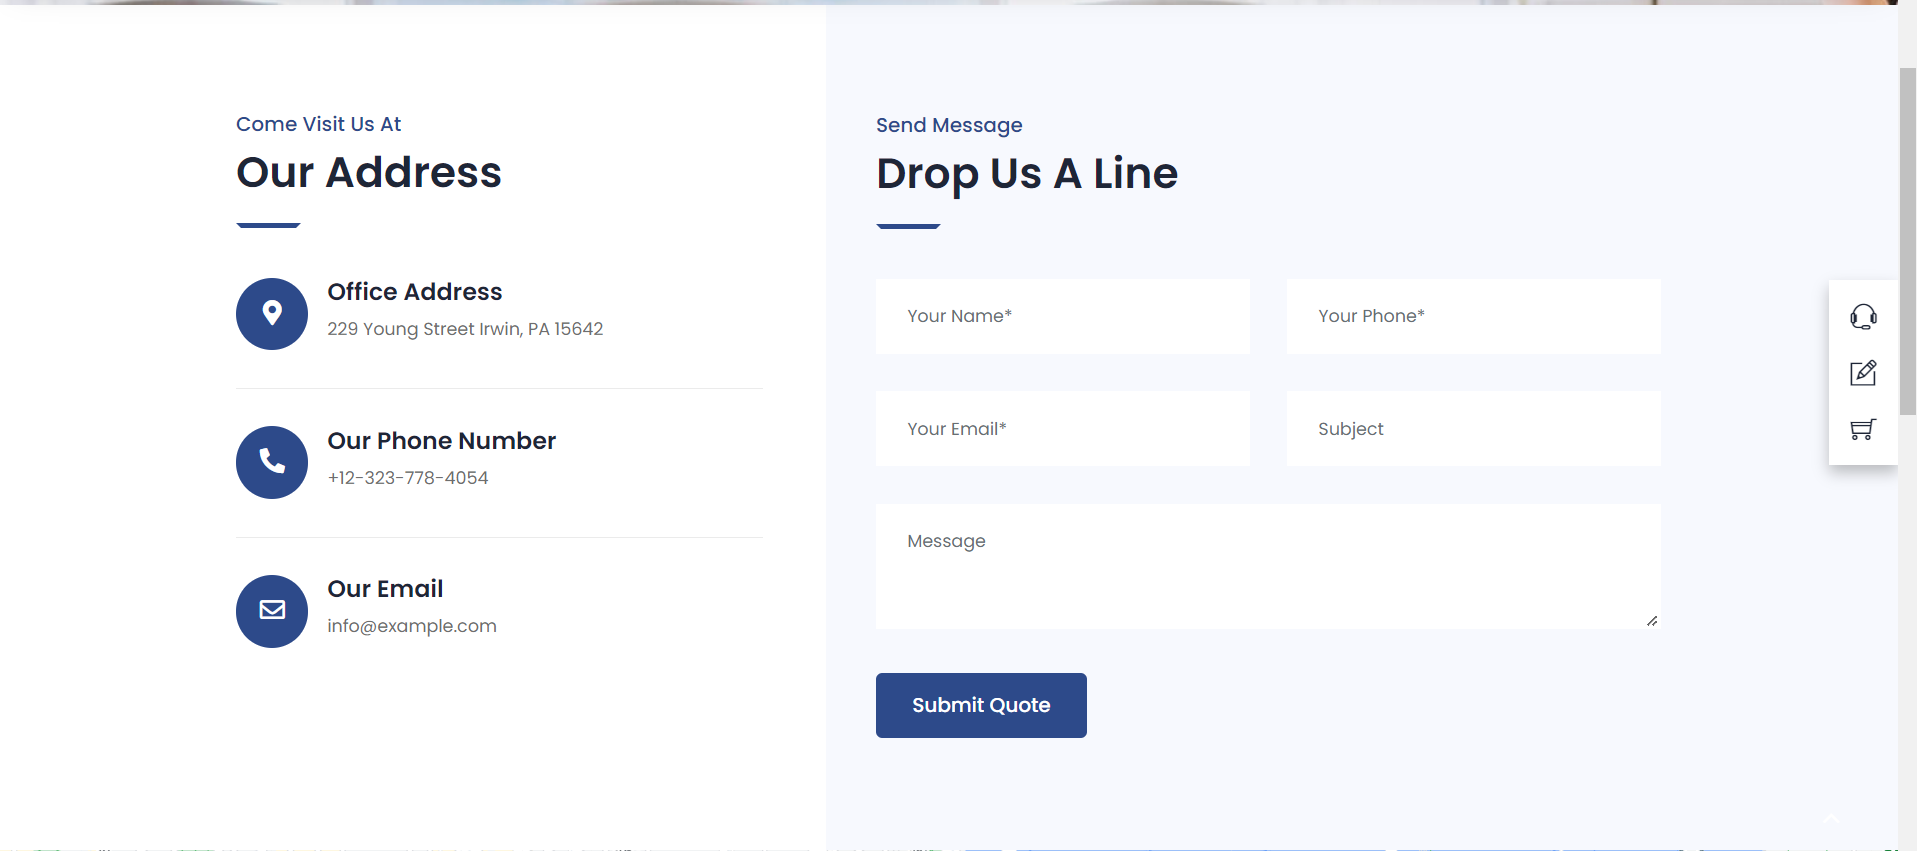 Come Visit Us At
Our Address
Office Address
229 Young Street Irwin, PA 15642
Our Phone Number
+12-323-778-4054
Our Email
info@example.com
Send Message
Drop Us A Line
Your Name*
Your Phone*
Your Email*
Subject
Message
Submit Quote